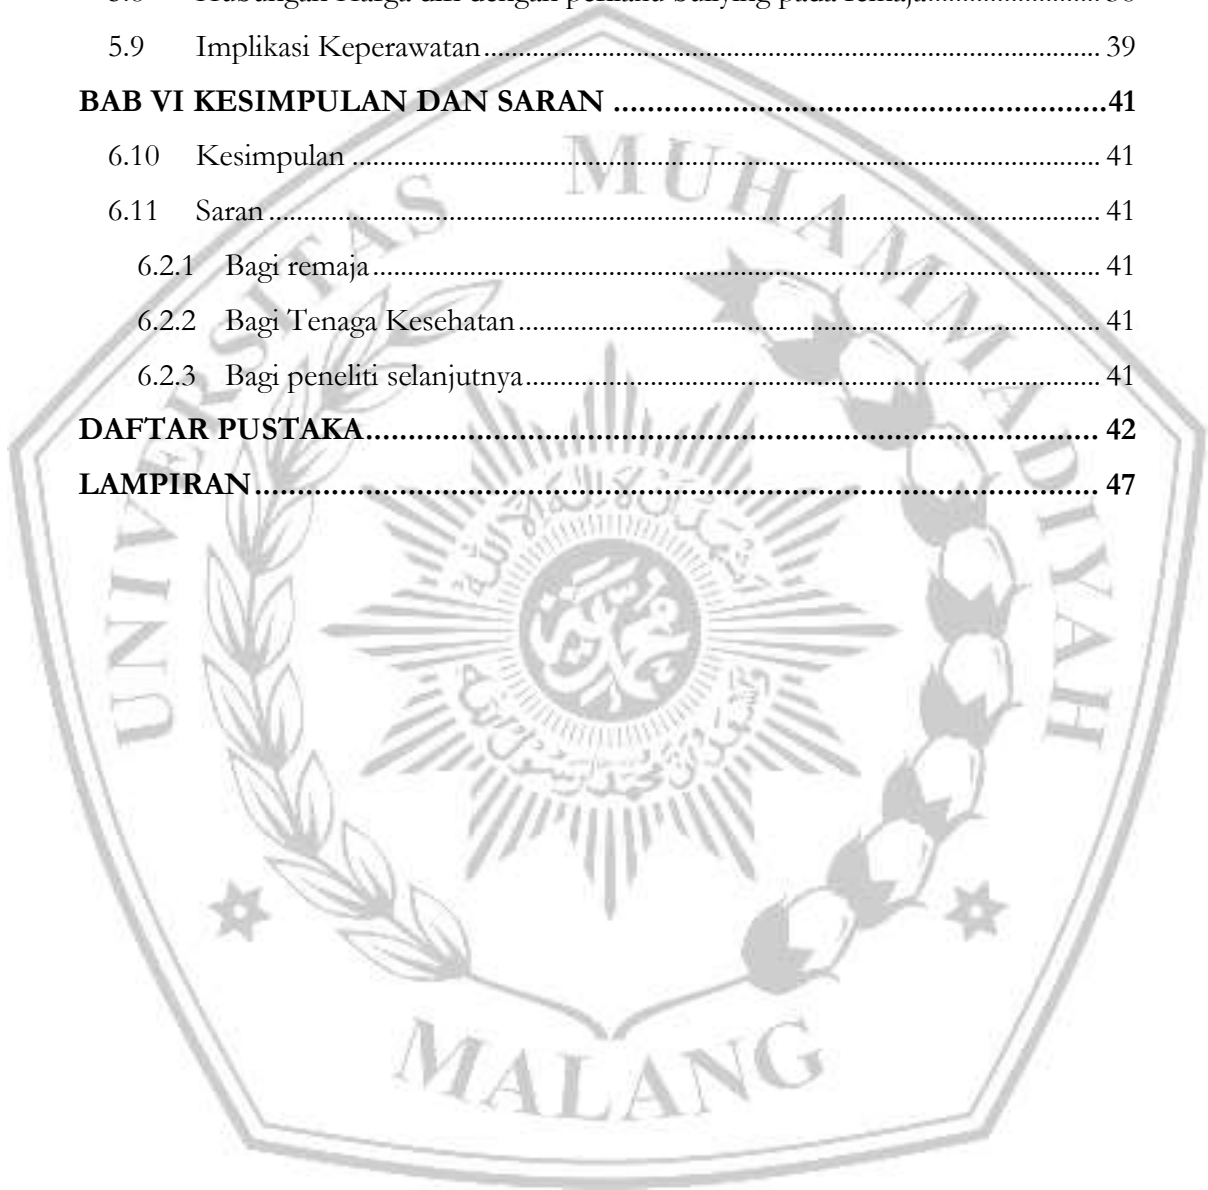 5.9 Implikasi Keperawatan ........ 39
BAB VI KESIMPULAN DAN SARAN ........ 41
6.10 Kesimpulan ........ 41
6.11 Saran ........ 41
6.2.1 Bagi remaja ........ 41
6.2.2 Bagi Tenaga Kesehatan ........ 41
6.2.3 Bagi peneliti selanjutnya ........ 41
DAFTAR PUSTAKA ........ 42
LAMPIRAN ........ 47
UNIVERSITAS MUHAMMADIYAH
MALANG